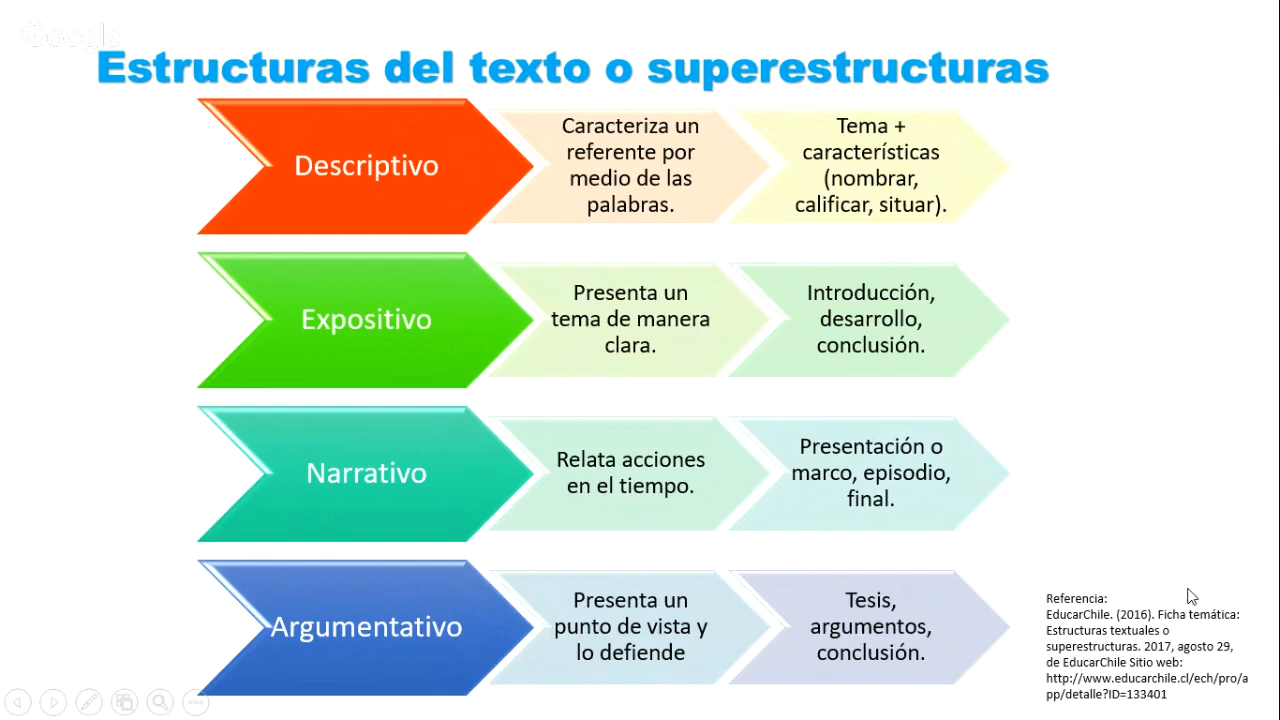 Google
Estructuras del texto o superestructuras
Descriptivo
Caracteriza un
referente por
medio de las
palabras.
Tema +
características
(nombrar,
calificar, situar).
Expositivo
Presenta un
tema de manera
clara.
Introducción,
desarrollo,
conclusión.
Narrativo
Relata acciones
en el tiempo.
Presentación o
marco, episodio,
final.
Argumentativo
Presenta un
punto de vista y
lo defiende
Tesis,
argumentos,
conclusión.
Referencia:
EducarChile. (2016). Ficha temática:
Estructuras textuales o
superestructuras. 2017, agosto 29,
de EducarChile Sitio web:
http://www.educarchile.cl/ech/pro/a
pp/detalle?ID=133401